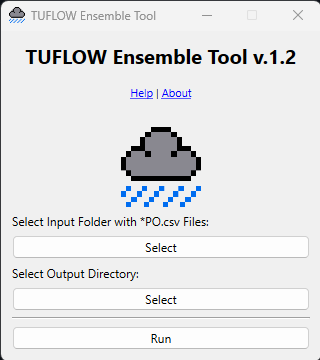 TUFLOW Ensemble Tool
TUFLOW Ensemble Tool v.1.2
Help | About
Select Input Folder with *PO.csv Files:
Select
Select Output Directory:
Select
Run